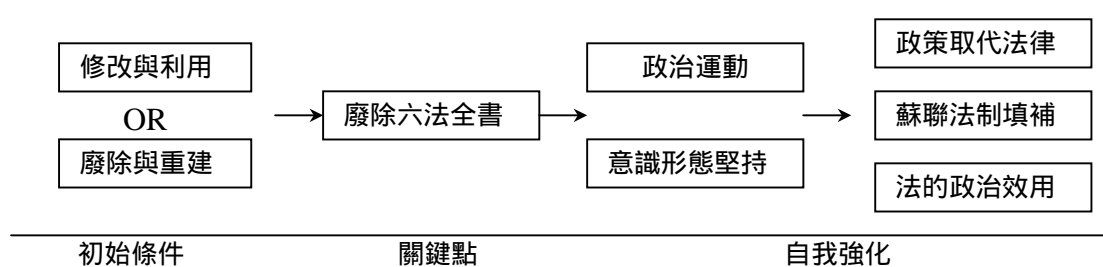 修改與利用
OR
廢除與重建
廢除六法全書
政治運動
意識形態堅持
政策取代法律
蘇聯法制填補
法的政治效用
初始條件
關鍵點
自我強化